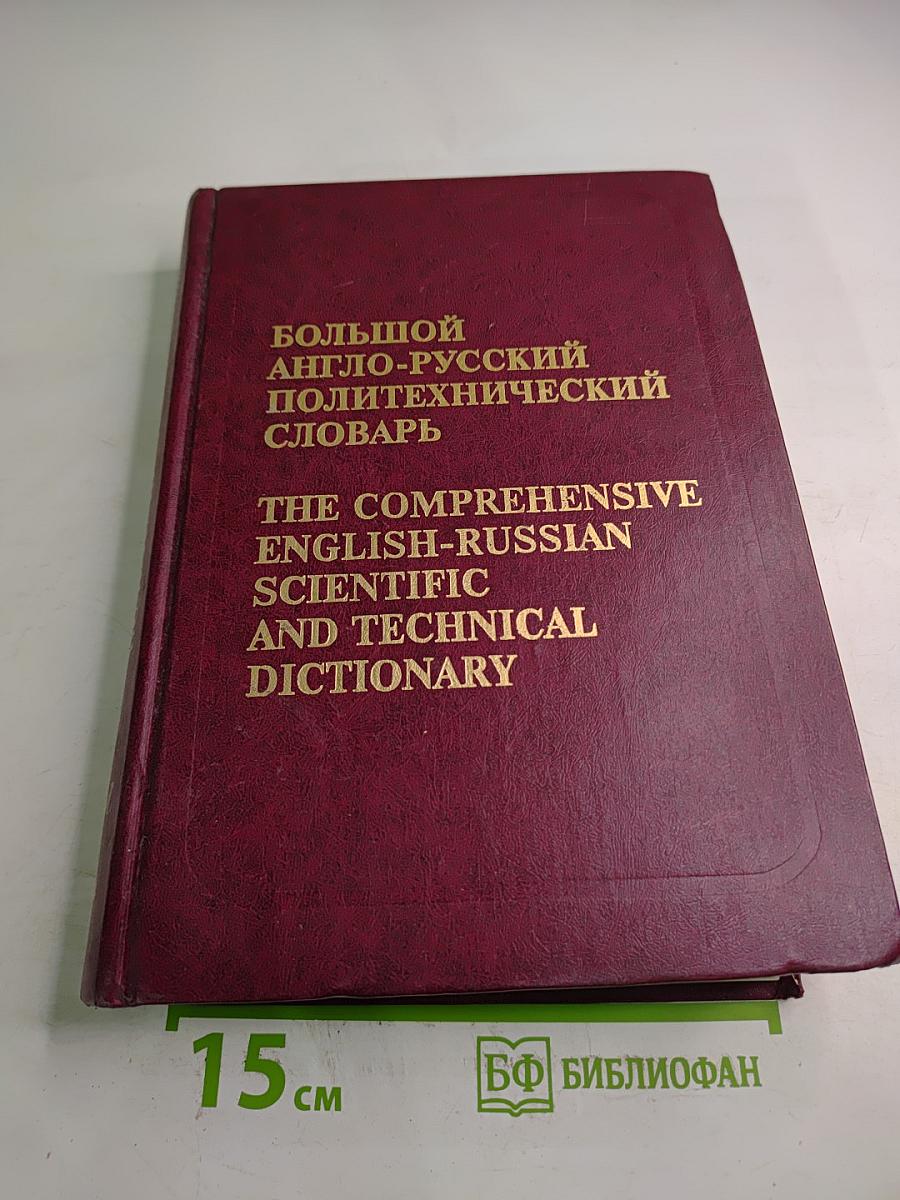 БОЛЬШОЙ
АНГЛО-РУССКИЙ
ПОЛИТЕХНИЧЕСКИЙ
СЛОВАРЬ
THE COMPREHENSIVE
ENGLISH-RUSSIAN
SCIENTIFIC
AND TECHNICAL
DICTIONARY
15 см
БФ БИБЛИОФАН